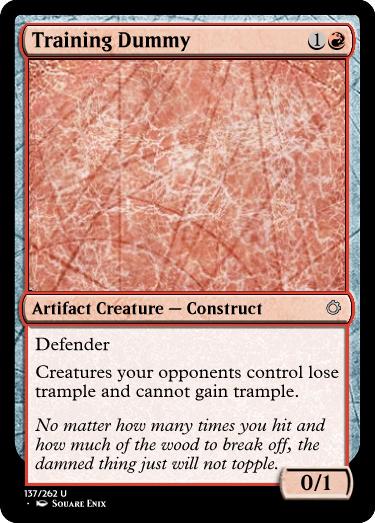 Training Dummy 1
Artifact Creature — Construct
Defender
Creatures your opponents control lose
trample and cannot gain trample.
No matter how many times you hit and
how much of the wood to break off, the
damned thing just will not topple.
0/1
137/262 U
· Square Enix